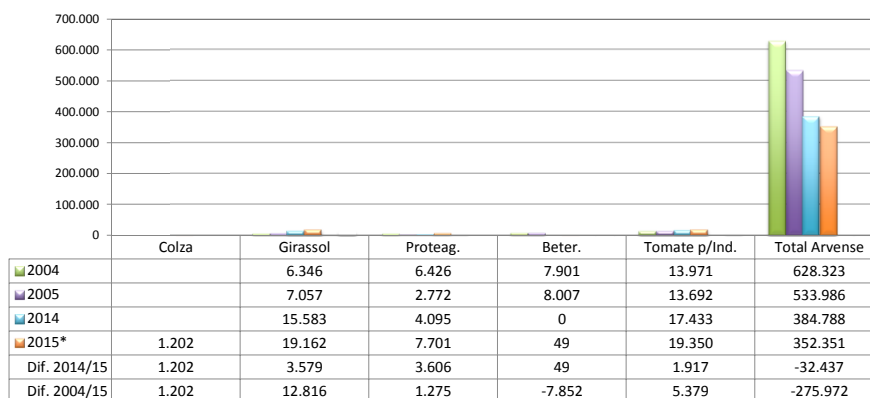 700.000
600.000
500.000
400.000
300.000
200.000
100.000
0
Colza Girassol Proteag. Beter. Tomate p/Ind. Total Arvense
2004 6.346 6.426 7.901 13.971 628.323
2005 7.057 2.772 8.007 13.692 533.986
2014 15.583 4.095 0 17.433 384.788
2015* 1.202 19.162 7.701 49 19.350 352.351
Dif. 2014/15 1.202 3.579 3.606 49 1.917 -32.437
Dif. 2004/15 1.202 12.816 1.275 -7.852 5.379 -275.972